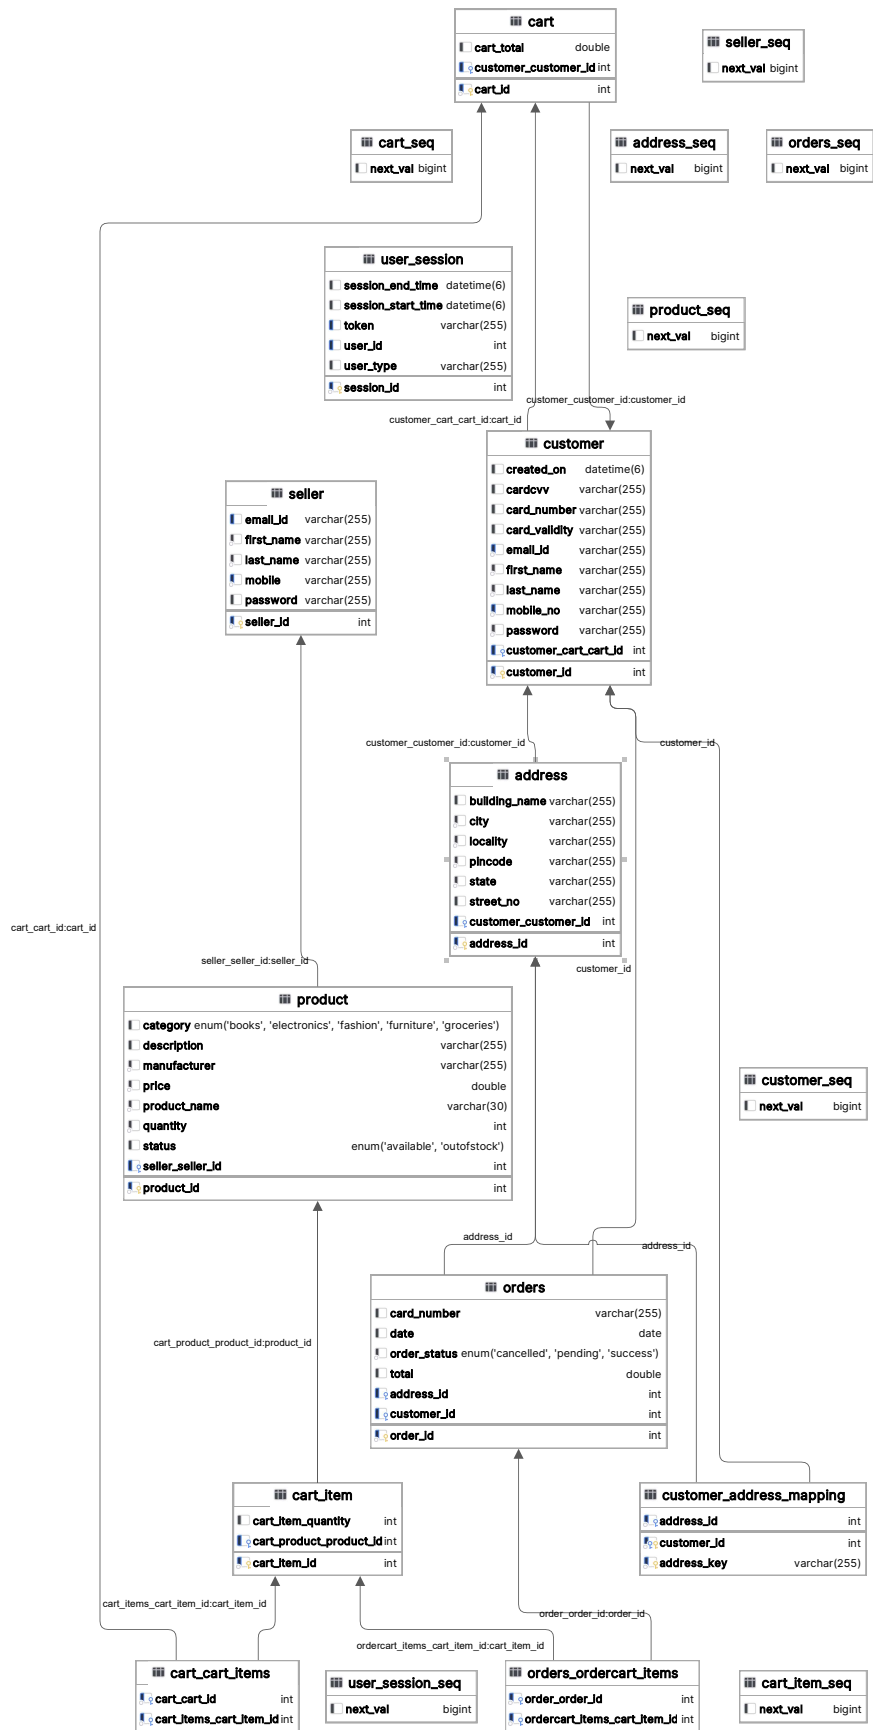 cart
cart_total double
customer_customer_id int
cart_id int
seller_seq
next_val bigint
cart_seq
next_val bigint
address_seq
next_val bigint
orders_seq
next_val bigint
user_session
session_end_time datetime(6)
session_start_time datetime(6)
token varchar(255)
user_id int
user_type varchar(255)
session_id int
product_seq
next_val bigint
customer_customer_id:customer_id
customer_cart_cart_id:cart_id
customer
created_on datetime(6)
cardcvv varchar(255)
card_number varchar(255)
card_validity varchar(255)
email_id varchar(255)
first_name varchar(255)
last_name varchar(255)
mobile_no varchar(255)
password varchar(255)
customer_cart_cart_id int
customer_id int
seller
email_id varchar(255)
first_name varchar(255)
last_name varchar(255)
mobile varchar(255)
password varchar(255)
seller_id int
customer_customer_id:customer_id
customer_id
address
building_name varchar(255)
city varchar(255)
locality varchar(255)
pincode varchar(255)
state varchar(255)
street_no varchar(255)
customer_customer_id int
address_id int
cart_cart_id:cart_id
seller_seller_id:seller_id
customer_id
product
category enum('books', 'electronics', 'fashion', 'furniture', 'groceries')
description varchar(255)
manufacturer varchar(255)
price double
product_name varchar(30)
quantity int
status enum('available', 'outofstock')
seller_seller_id int
product_id int
customer_seq
next_val bigint
address_id
address_id
orders
card_number varchar(255)
date date
order_status enum('cancelled', 'pending', 'success')
total double
address_id int
customer_id int
order_id int
cart_product_product_id:product_id
cart_item
cart_item_quantity int
cart_product_product_id int
cart_item_id int
customer_address_mapping
address_id int
customer_id int
address_key varchar(255)
cart_items_cart_item_id:cart_item_id
order_order_id:order_id
ordercart_items_cart_item_id:cart_item_id
cart_cart_items
cart_cart_id int
cart_items_cart_item_id int
user_session_seq
next_val bigint
orders_ordercart_items
order_order_id int
ordercart_items_cart_item_id int
cart_item_seq
next_val bigint